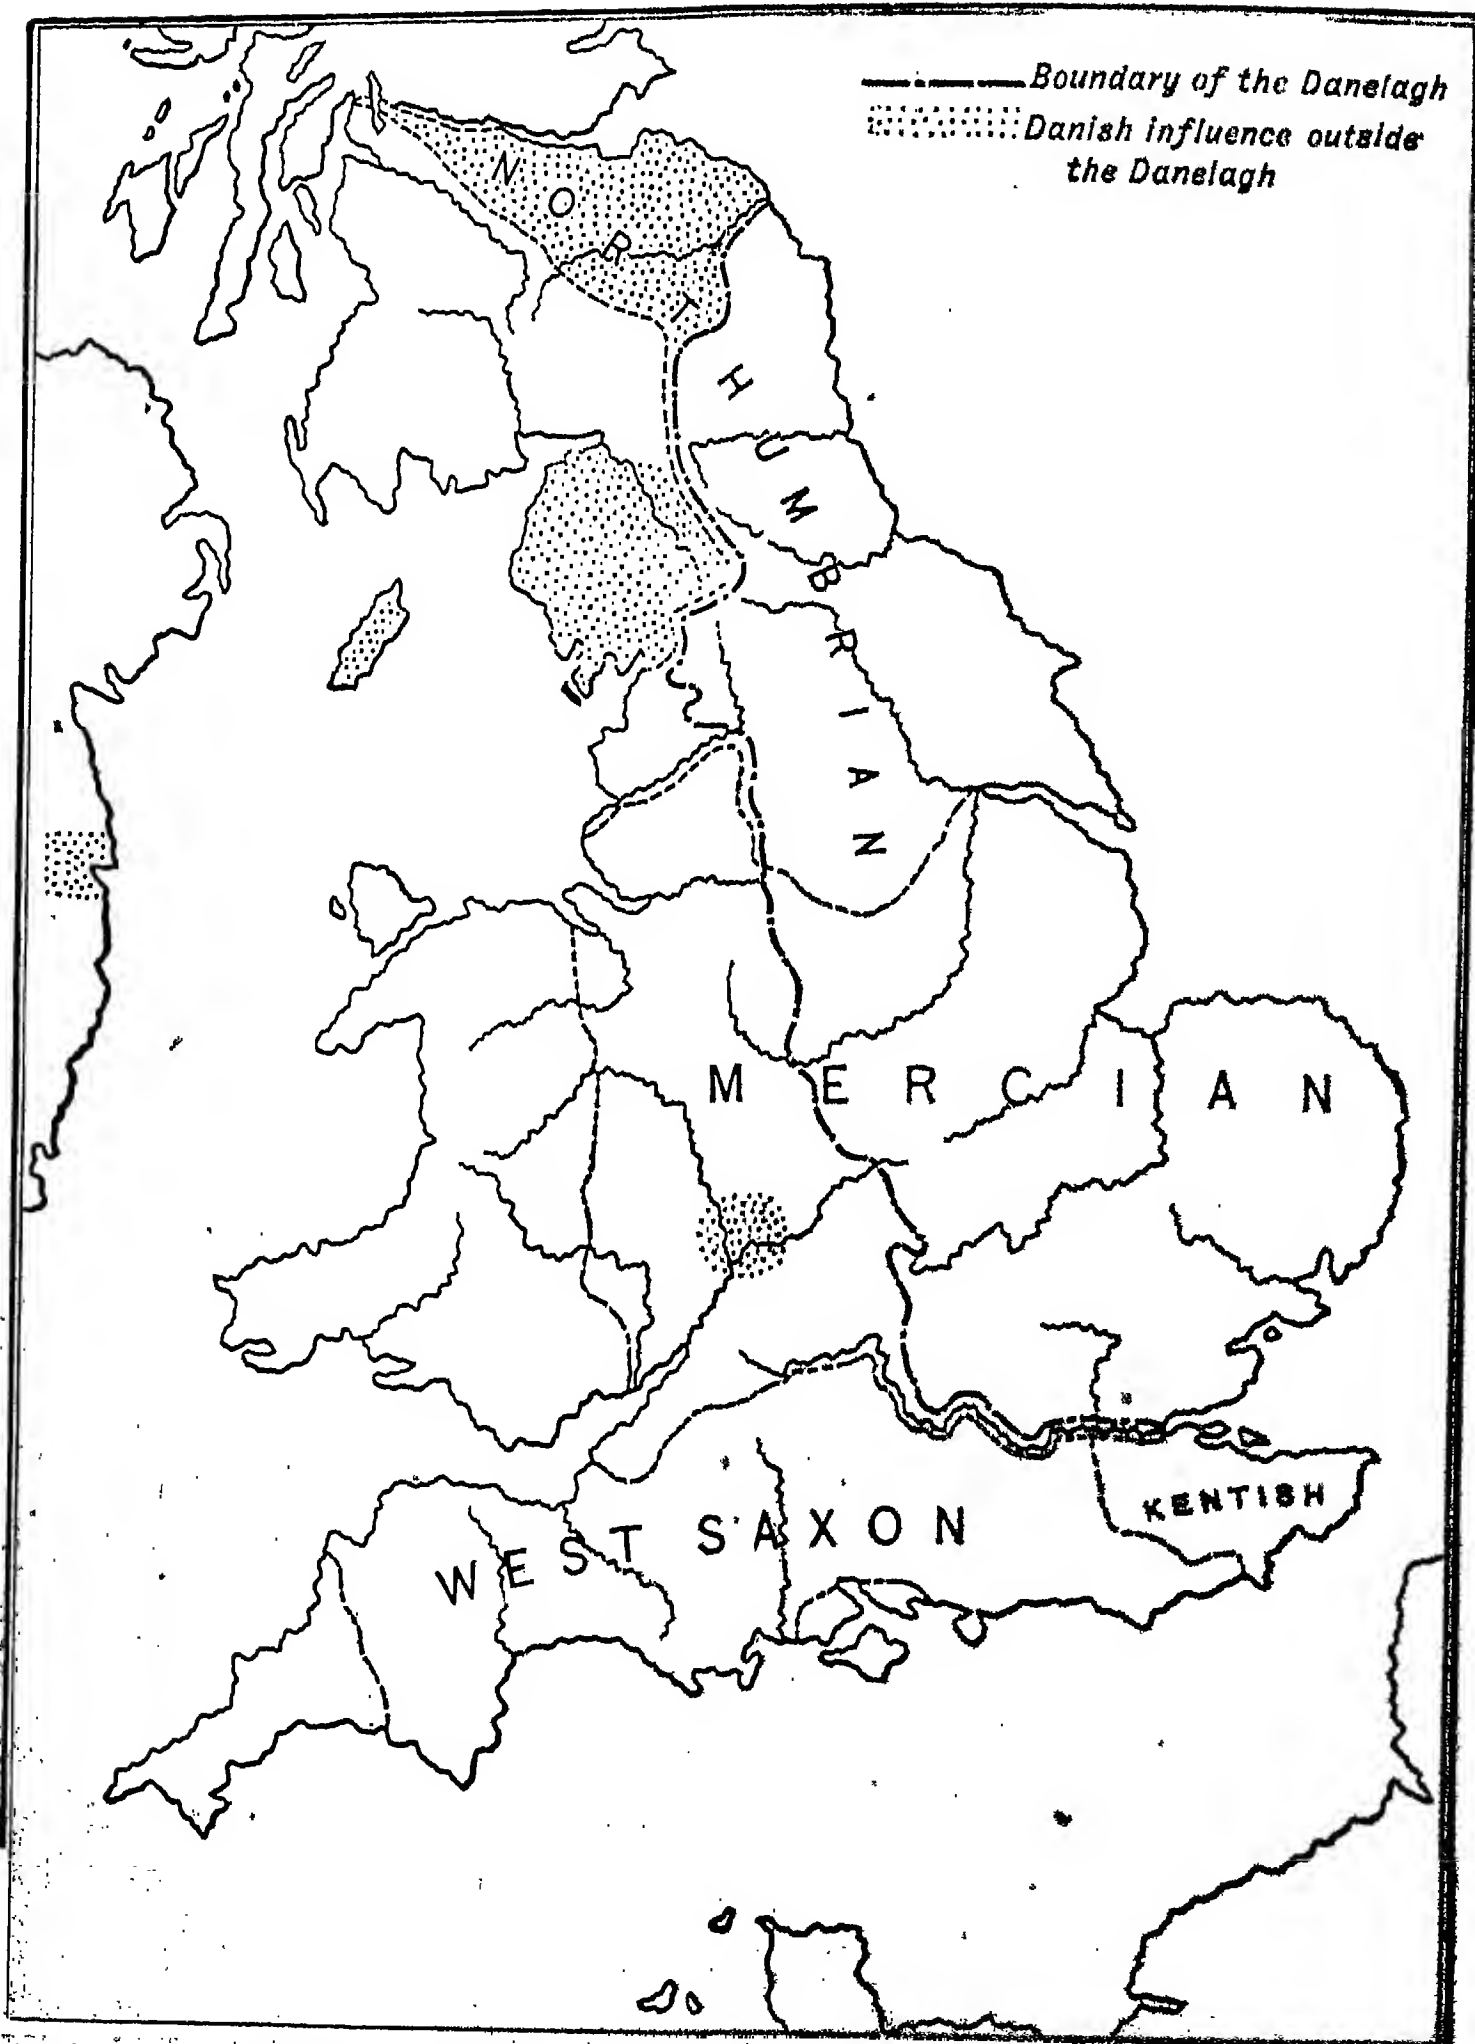 Boundary of the Danelagh
Danish influence outside
the Danelagh
NORTHUMBRIAN
MERCIAN
KENTISH
WEST SAXON